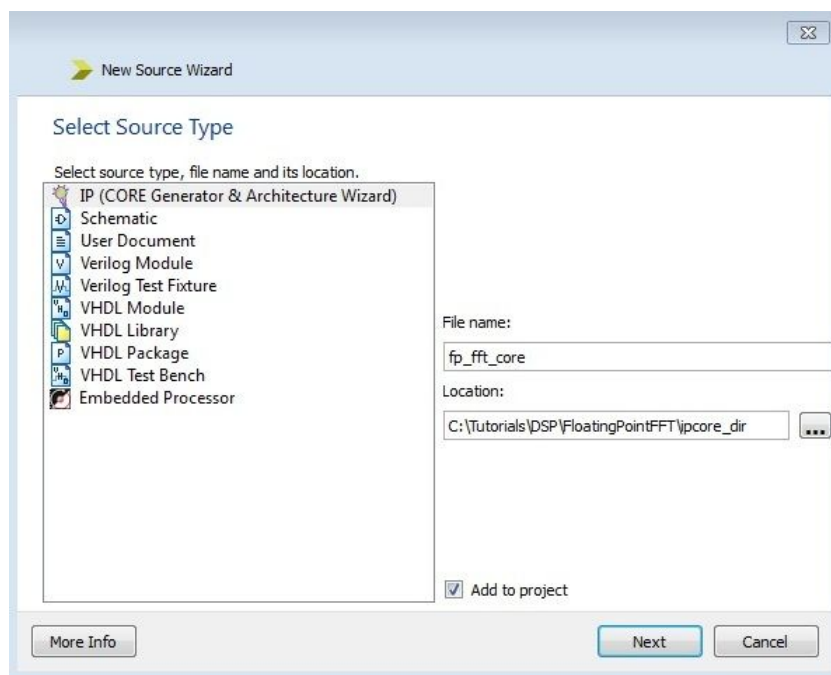 New Source Wizard
Select Source Type
Select source type, file name and its location.
IP (CORE Generator & Architecture Wizard)
Schematic
User Document
Verilog Module
Verilog Test Fixture
VHDL Module
VHDL Library
VHDL Package
VHDL Test Bench
Embedded Processor
File name:
fp_fft_core
Location:
C:\Tutorials\DSP\FloatingPointFFT\ipcore_dir
...
Add to project
More Info
Next
Cancel